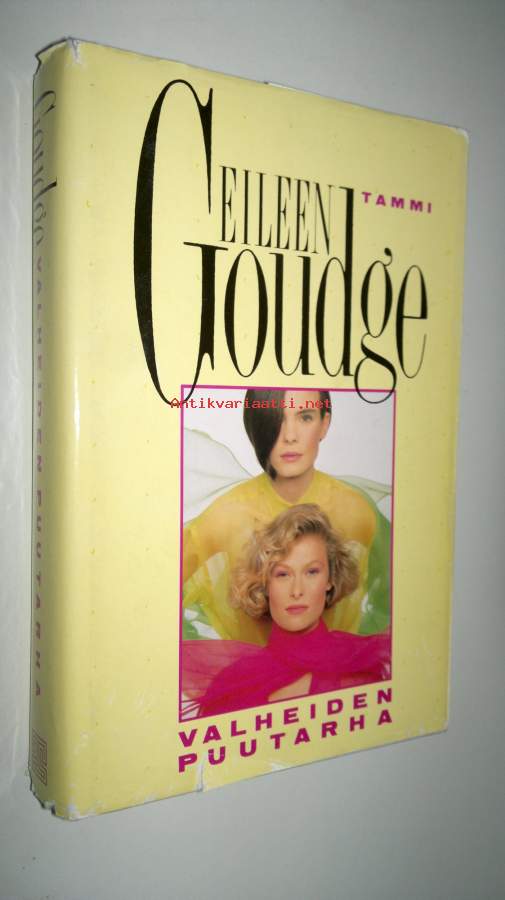 EILEEN
Goudge
TAMMI
Antikvariaatti.net
VALHEIDEN
PUUTARHA
Goudge VALHEIDEN PUUTARHA